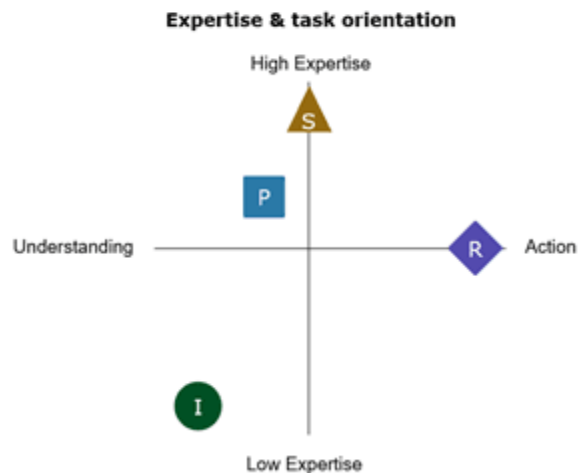 Expertise & task orientation
High Expertise
S
P
Understanding
R
Action
I
Low Expertise